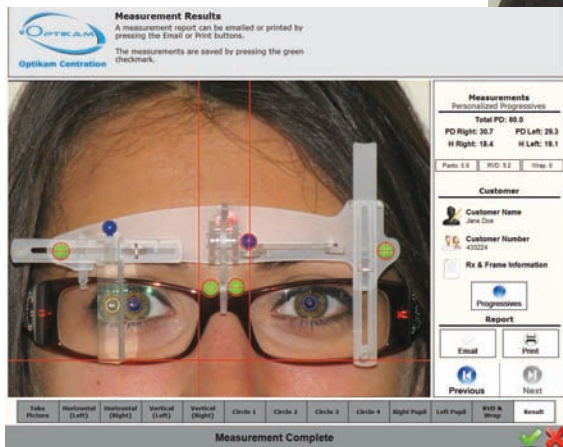 OPTIKAM
Optikam Centration
Measurement Results
A measurement report can be emailed or printed by
pressing the Email or Print buttons.
The measurements are saved by pressing the green
checkmark.
Measurements
Personalized Progressives
Total PD: 60.0
PD Right: 30.7 PD Left: 29.3
H Right: 18.4 H Left: 19.1
Panto: 5.6 RVD: 9.2 Wrap: 6
Customer
Customer Name
Jane Doe
Customer Number
433224
Rx & Frame Information
Progressives
Report
Email Print
Previous Next
Take Picture
Horizontal (Left)
Horizontal (Right)
Vertical (Left)
Vertical (Right)
Circle 1
Circle 2
Circle 3
Circle 4
Right Pupil
Left Pupil
RVD & Wrap
Result
Measurement Complete